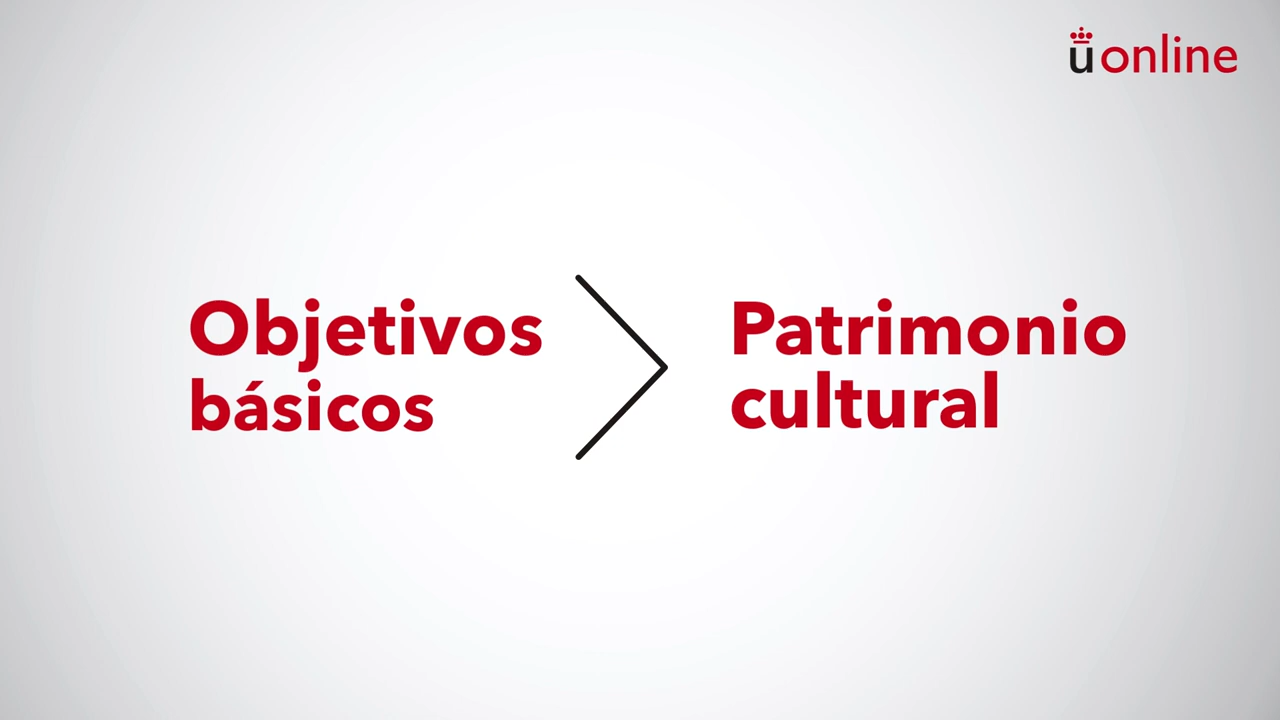 uonline
Objetivos
básicos
Patrimonio
cultural